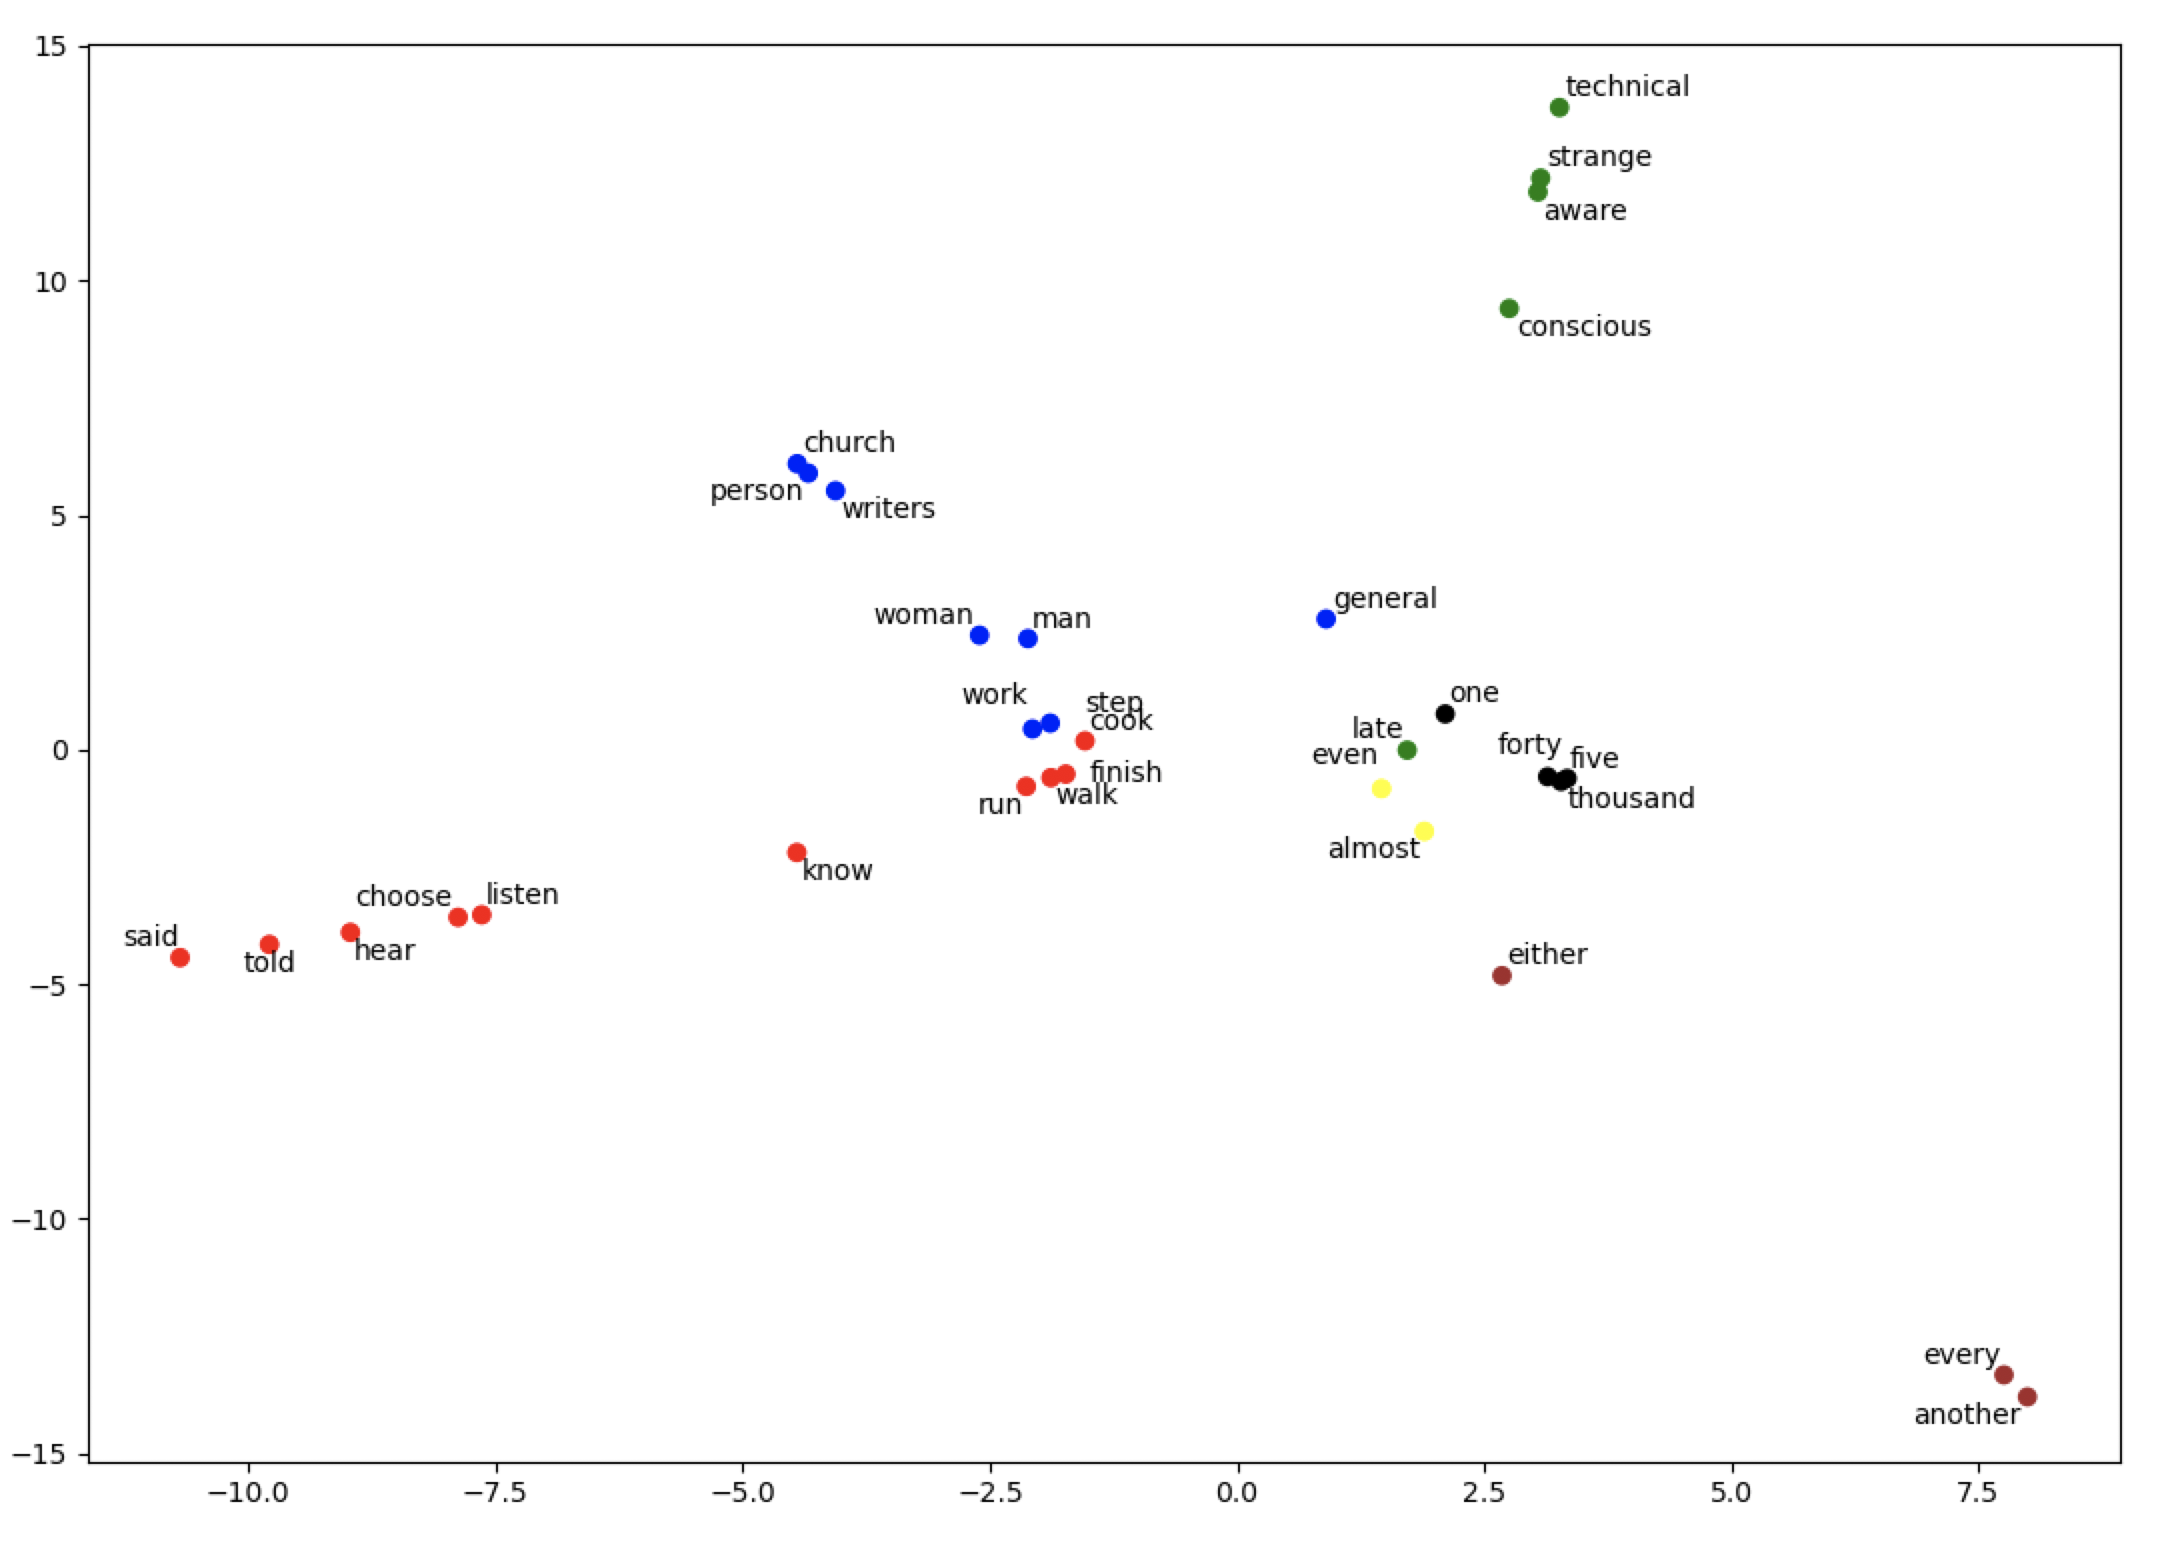 15
technical
strange
aware
10
conscious
church
person
writers
5
general
woman
man
work
step
cook
one
late
forty
five
even
0
finish
walk
thousand
run
almost
know
choose
listen
said
told
hear
either
−5
−10
every
another
−15
−10.0 −7.5 −5.0 −2.5 0.0 2.5 5.0 7.5